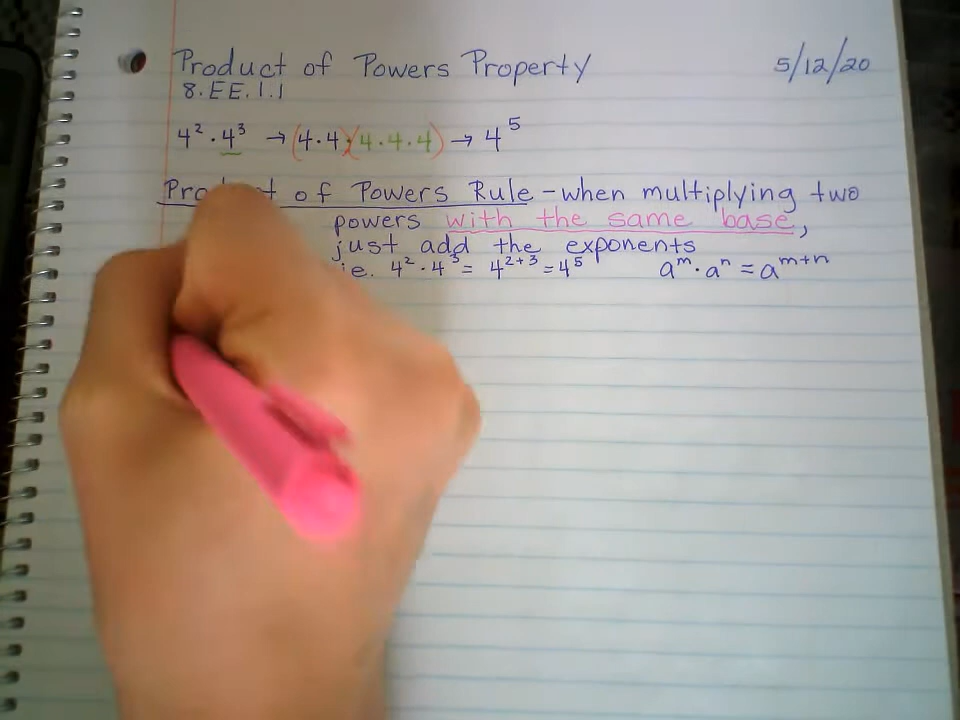 Product of Powers Property 5/12/20
8.EE.1.1
4² · 4³ → (4·4)·(4·4·4) → 4⁵
of Powers Rule - when multiplying two
powers with the same base,
just add the exponents
ie. 4² · 4³ = 4²⁺³ = 4⁵ aᵐ · aⁿ = aᵐ⁺ⁿ